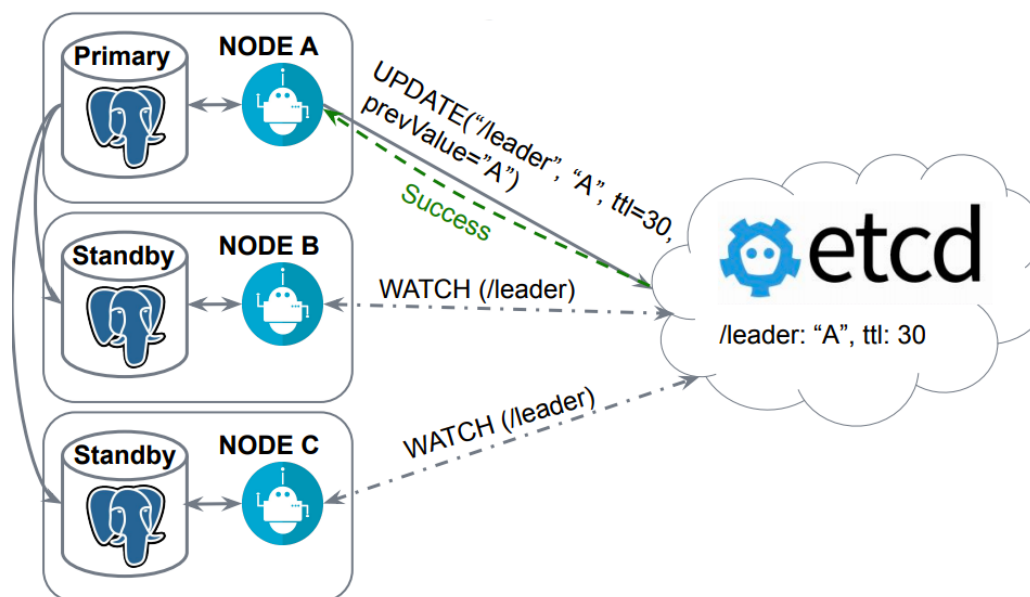 Primary
NODE A
UPDATE(“/leader”, “A”, ttl=30,
prevValue=”A”)
Success
Standby
NODE B
WATCH (/leader)
etcd
/leader: “A”, ttl: 30
Standby
NODE C
WATCH (/leader)